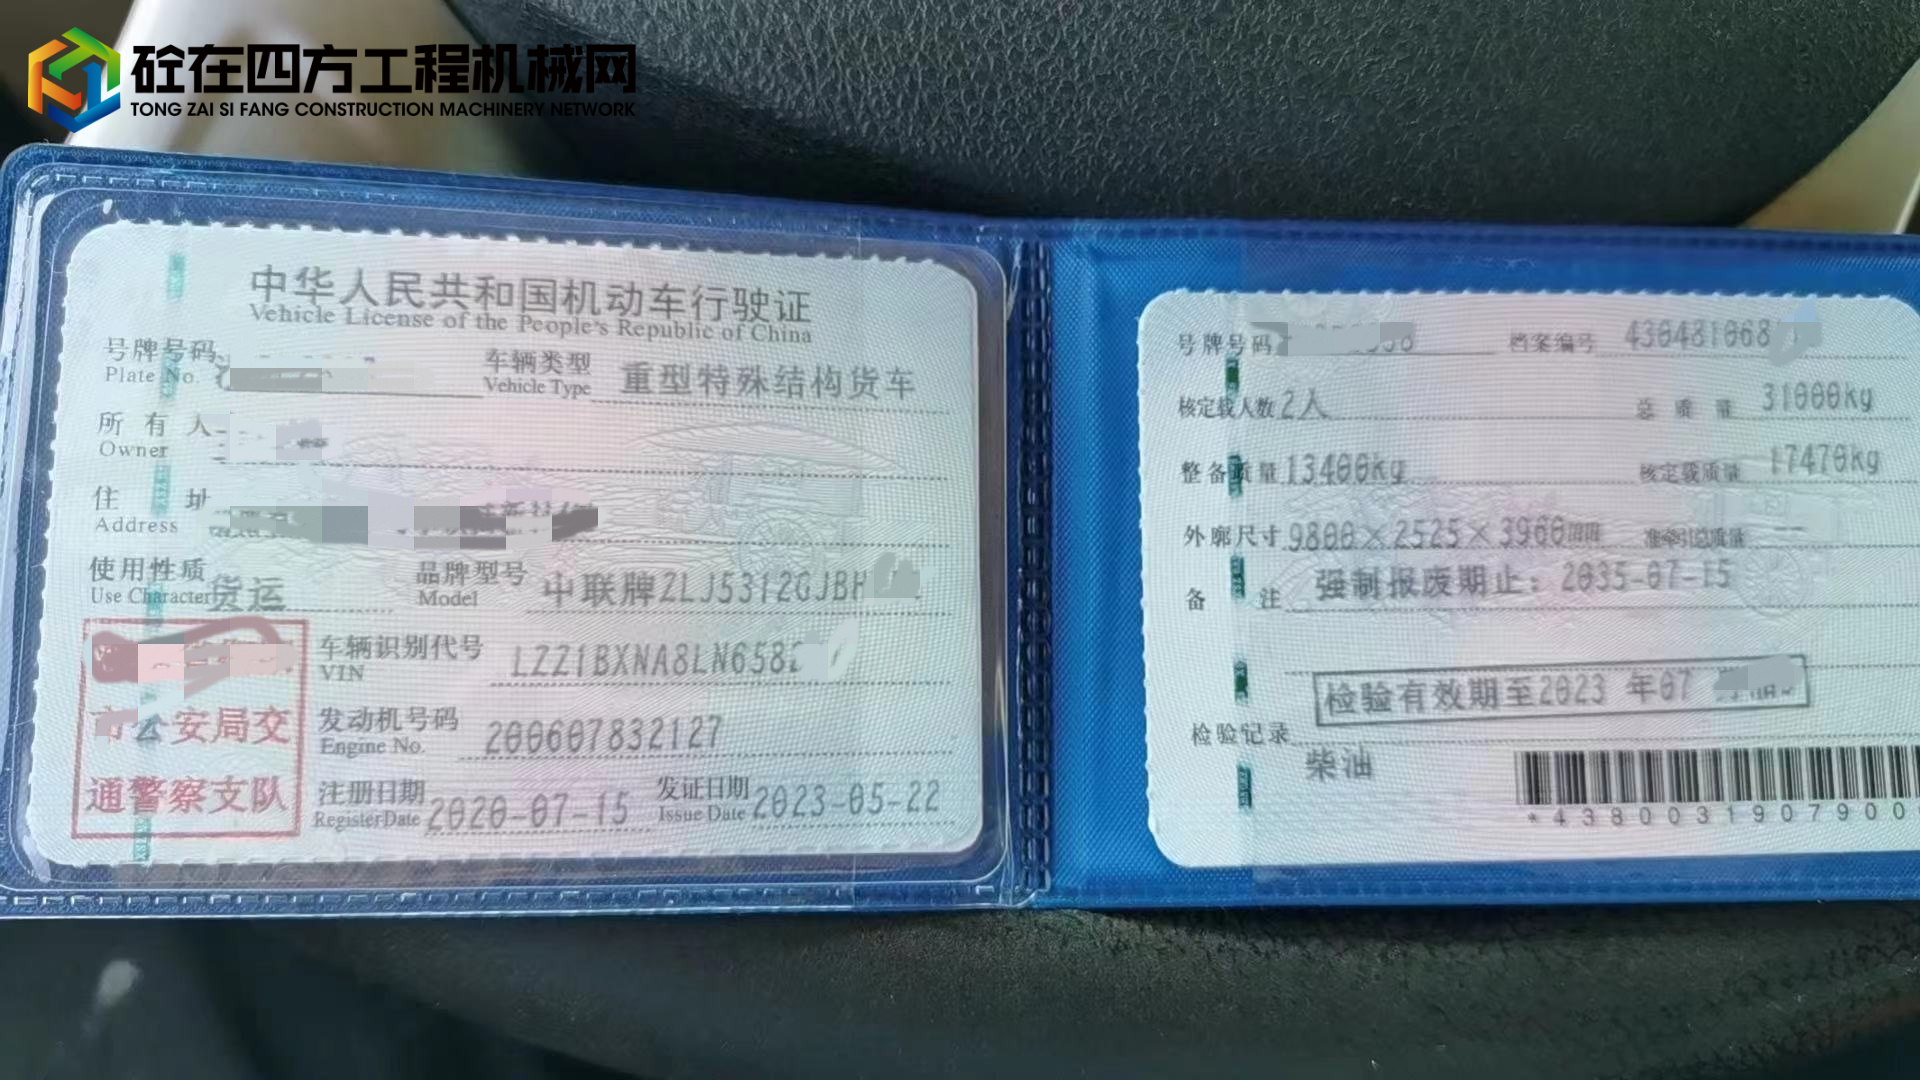 砼在四方工程机械网
TONG ZAI SI FANG CONSTRUCTION MACHINERY NETWORK
中华人民共和国机动车行驶证
Vehicle License of the People's Republic of China
号牌号码
Plate No.
车辆类型 重型特殊结构货车
Vehicle Type
所有人
Owner
住址
Address
使用性质 货运
Use Character
品牌型号 中联牌ZLJ5312GJBH
Model
车辆识别代号 LZZ1BXNA8LN658
VIN
市公安局交
通警察支队
发动机号码 200607832127
Engine No.
注册日期 2020-07-15
Register Date
发证日期 2023-05-22
Issue Date
号牌号码
档案编号 430481068
核定载人数 2人
总质量 31000kg
整备质量 13400kg
核定载质量 17470kg
外廓尺寸 9800×2525×3960mm
准牵引总质量 —
备注 强制报废期止：2035-07-15
检验有效期至2023年07
检验记录
柴油
*438003190790 0